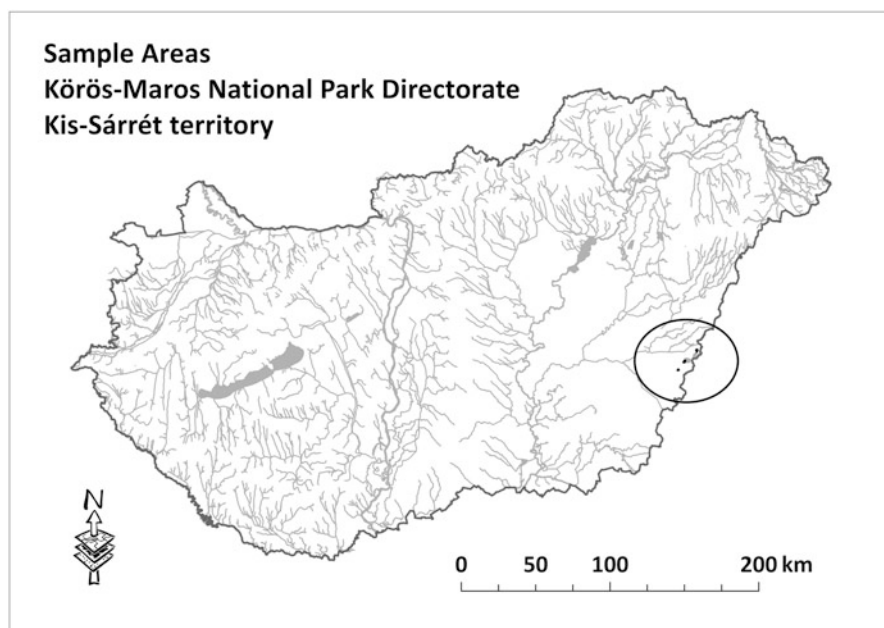 Sample Areas
Körös-Maros National Park Directorate
Kis-Sárrét territory
N
0 50 100 200 km